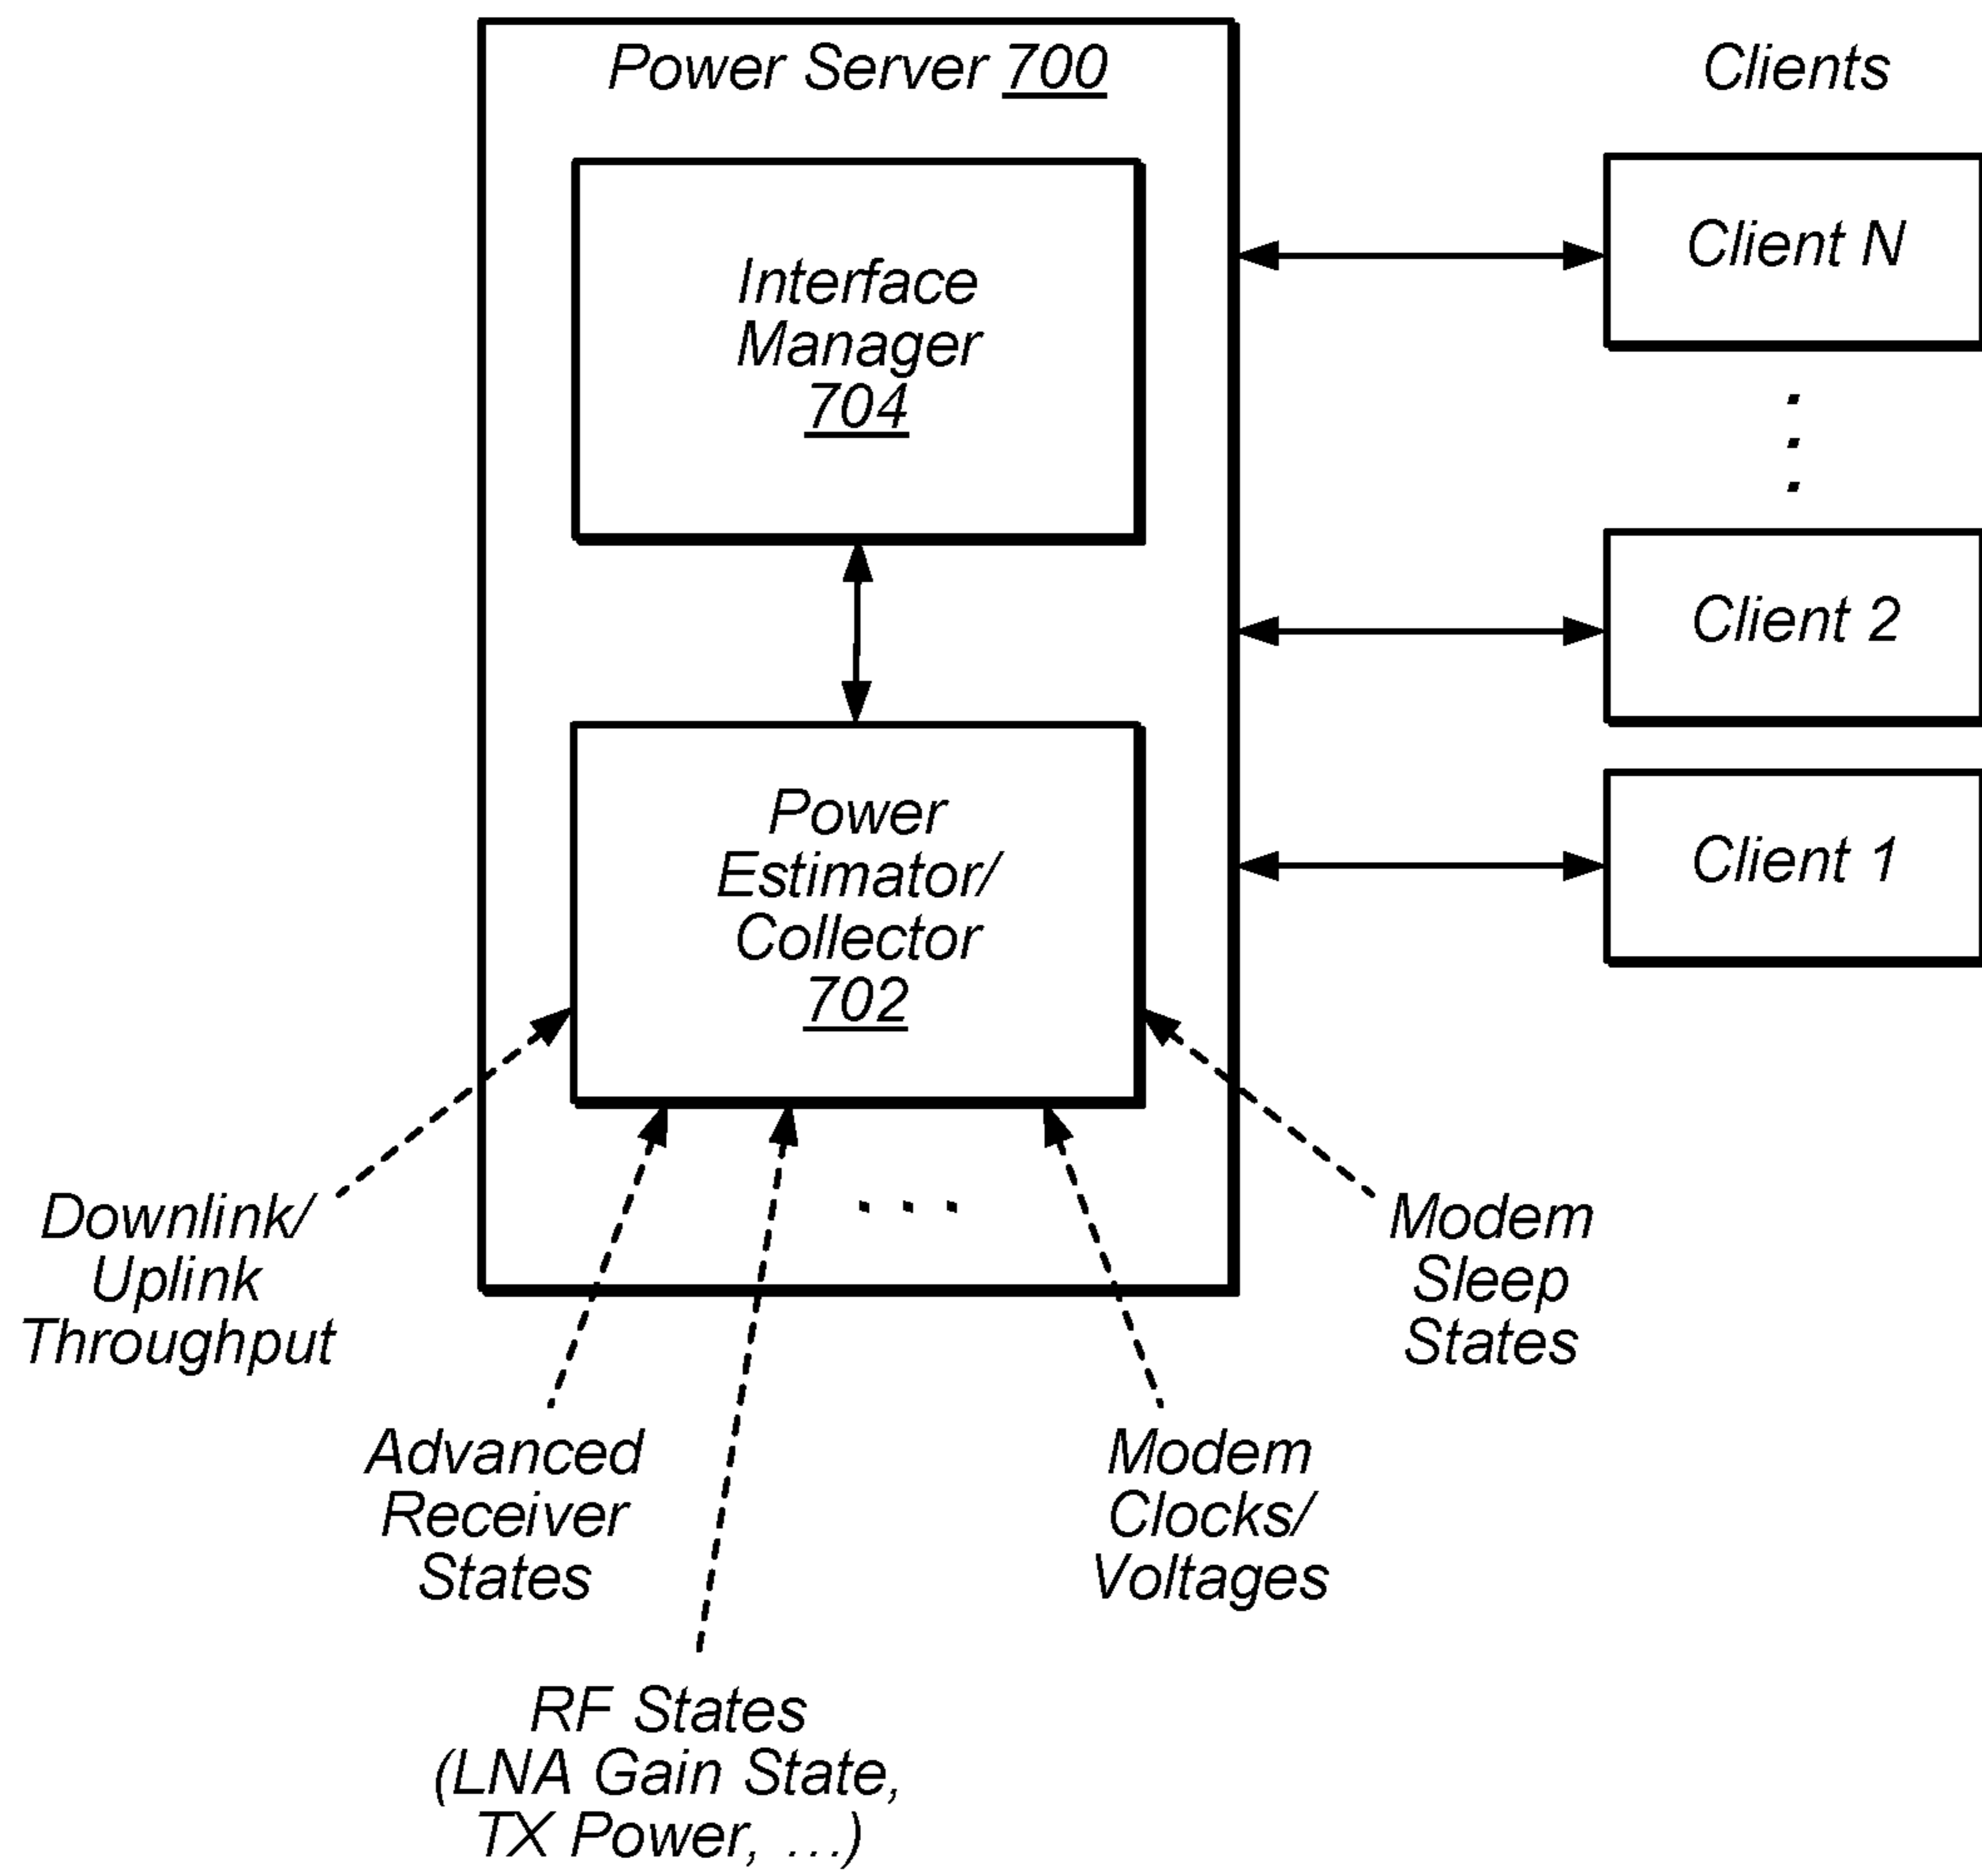 Power Server 700
Clients
Interface
Manager
704
Client N
Client 2
Power
Estimator/
Collector
702
Client 1
Downlink/
Uplink
Throughput
Modem
Sleep
States
. . .
Advanced
Receiver
States
Modem
Clocks/
Voltages
RF States
(LNA Gain State,
TX Power, ...)